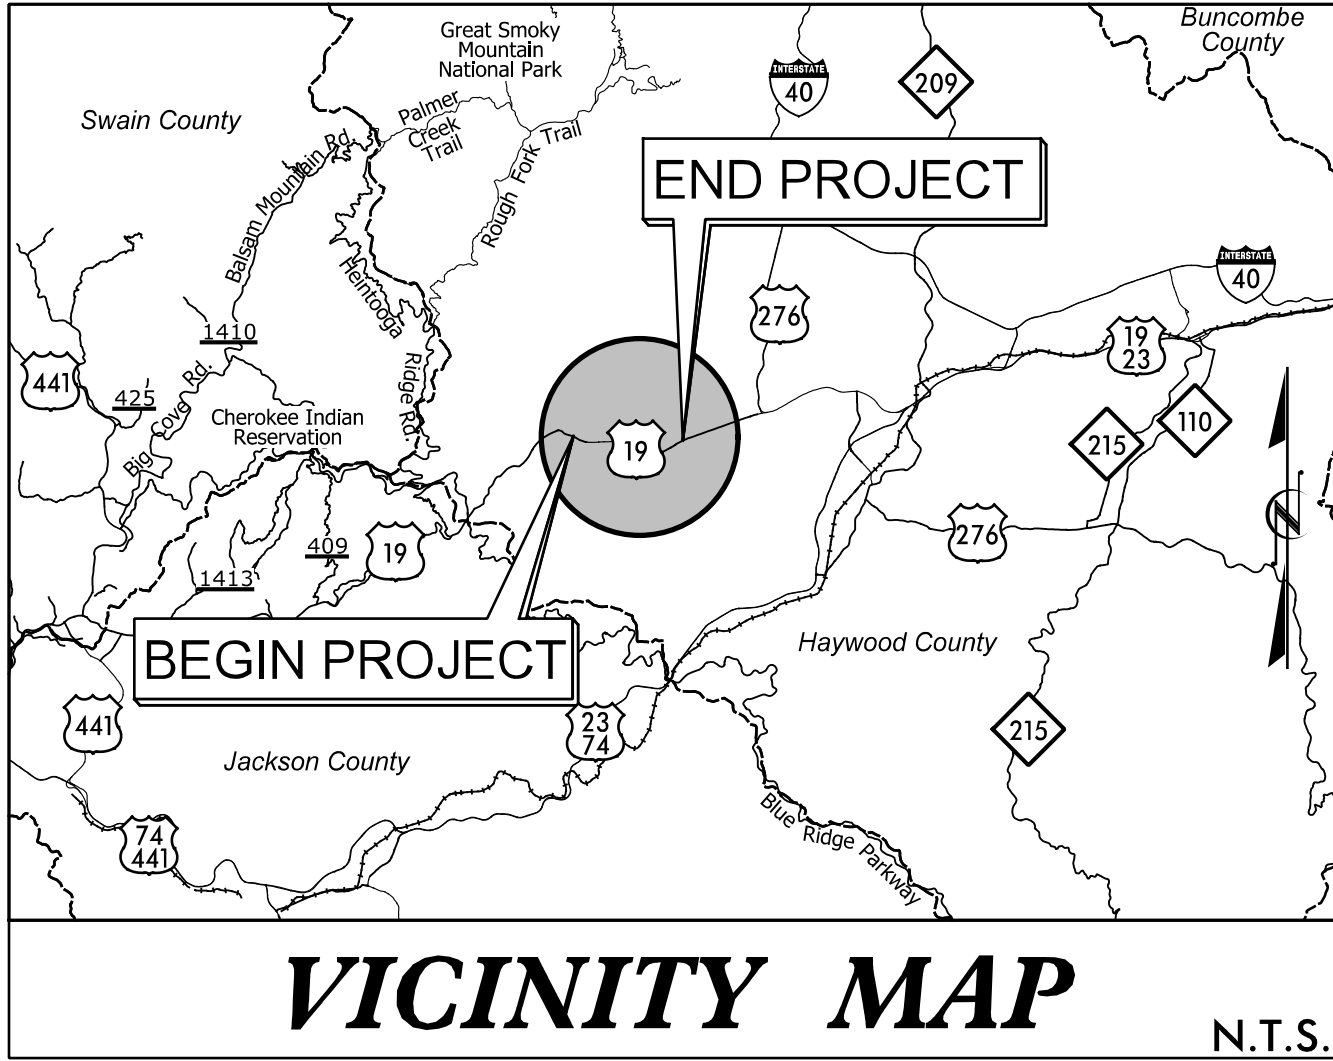 Buncombe
County
Great Smoky
Mountain
National Park
INTERSTATE
40
209
Swain County
Palmer
Creek
Trail
Rough Fork Trail
Balsam Mountain Rd.
END PROJECT
Heintooga
Ridge Rd.
INTERSTATE
40
276
1410
19
23
441
425
Big Cove Rd.
Cherokee Indian
Reservation
19
215
110
276
409
19
1413
BEGIN PROJECT
Haywood County
N
441
23
74
215
Jackson County
74
441
Blue Ridge Parkway
VICINITY MAP
N.T.S.